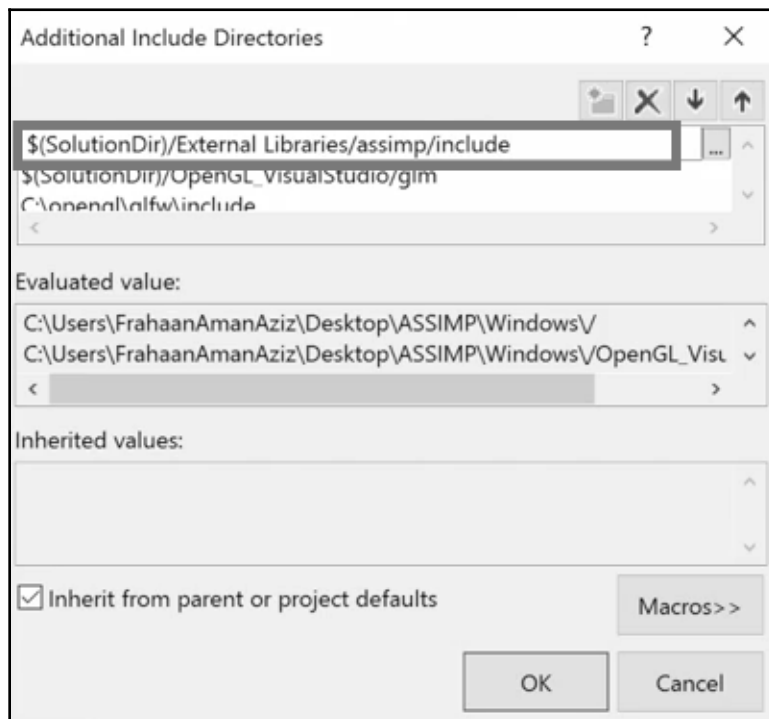 Additional Include Directories ? X
$(SolutionDir)/External Libraries/assimp/include ...
$(SolutionDir)/OpenGL_VisualStudio/glm
C:\opengl\glfw\include
Evaluated value:
C:\Users\FrahaanAmanAziz\Desktop\ASSIMP\Windows\/
C:\Users\FrahaanAmanAziz\Desktop\ASSIMP\Windows\/OpenGL_Visu
Inherited values:
Inherit from parent or project defaults
Macros>>
OK Cancel